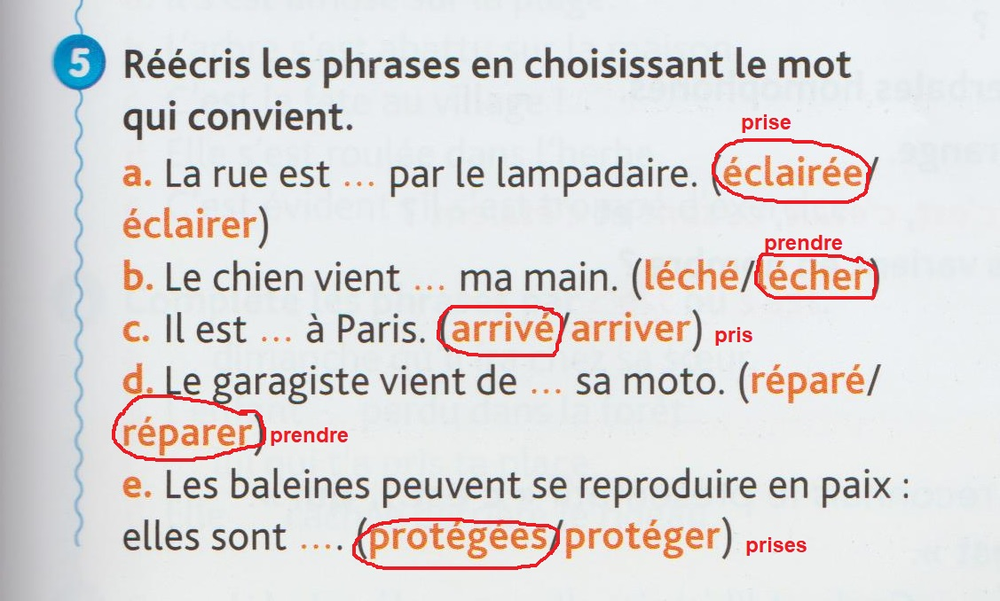 5 Réécris les phrases en choisissant le mot
qui convient.
prise
a. La rue est ... par le lampadaire. (éclairée/
éclairer)
prendre
b. Le chien vient ... ma main. (léché/lécher)
c. Il est ... à Paris. (arrivé/arriver) pris
d. Le garagiste vient de ... sa moto. (réparé/
réparer) prendre
e. Les baleines peuvent se reproduire en paix :
elles sont .... (protégées/protéger) prises